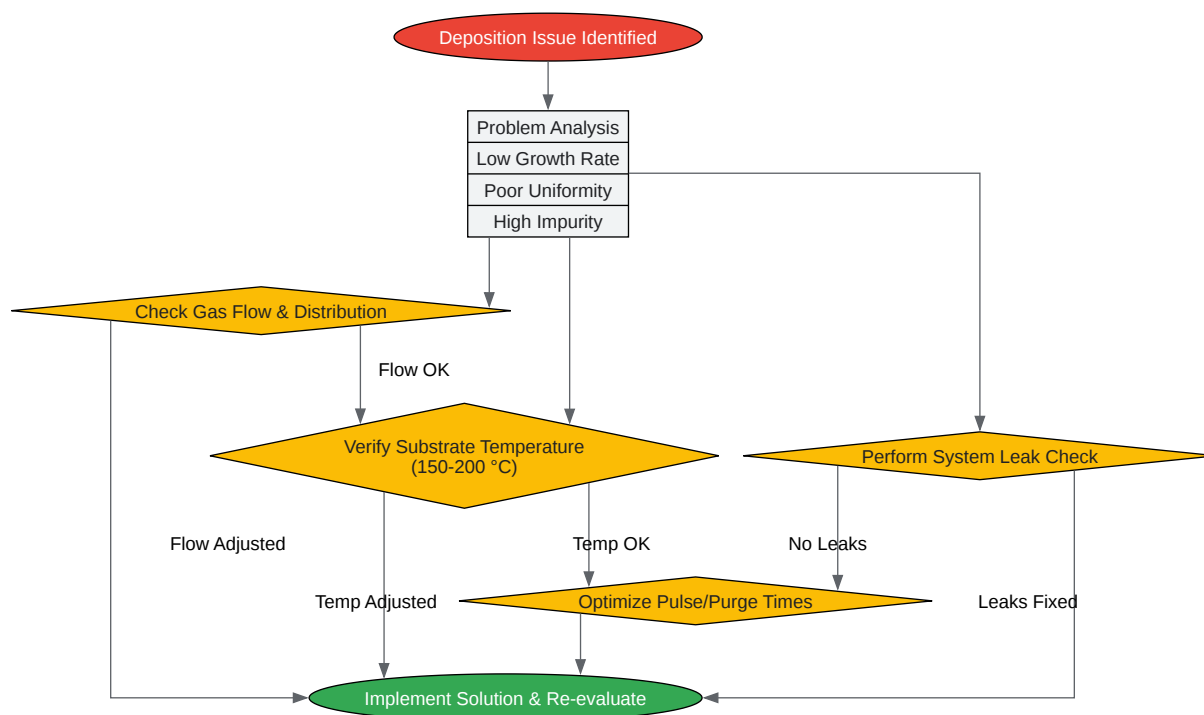 Deposition Issue Identified
Problem Analysis
Low Growth Rate
Poor Uniformity
High Impurity
Check Gas Flow & Distribution
Flow OK
Verify Substrate Temperature
(150-200 °C)
Perform System Leak Check
Flow Adjusted
Temp OK
No Leaks
Temp Adjusted
Optimize Pulse/Purge Times
Leaks Fixed
Implement Solution & Re-evaluate